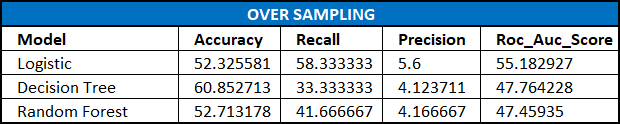 OVER SAMPLING
Model Accuracy Recall Precision Roc_Auc_Score
Logistic 52.325581 58.333333 5.6 55.182927
Decision Tree 60.852713 33.333333 4.123711 47.764228
Random Forest 52.713178 41.666667 4.166667 47.45935